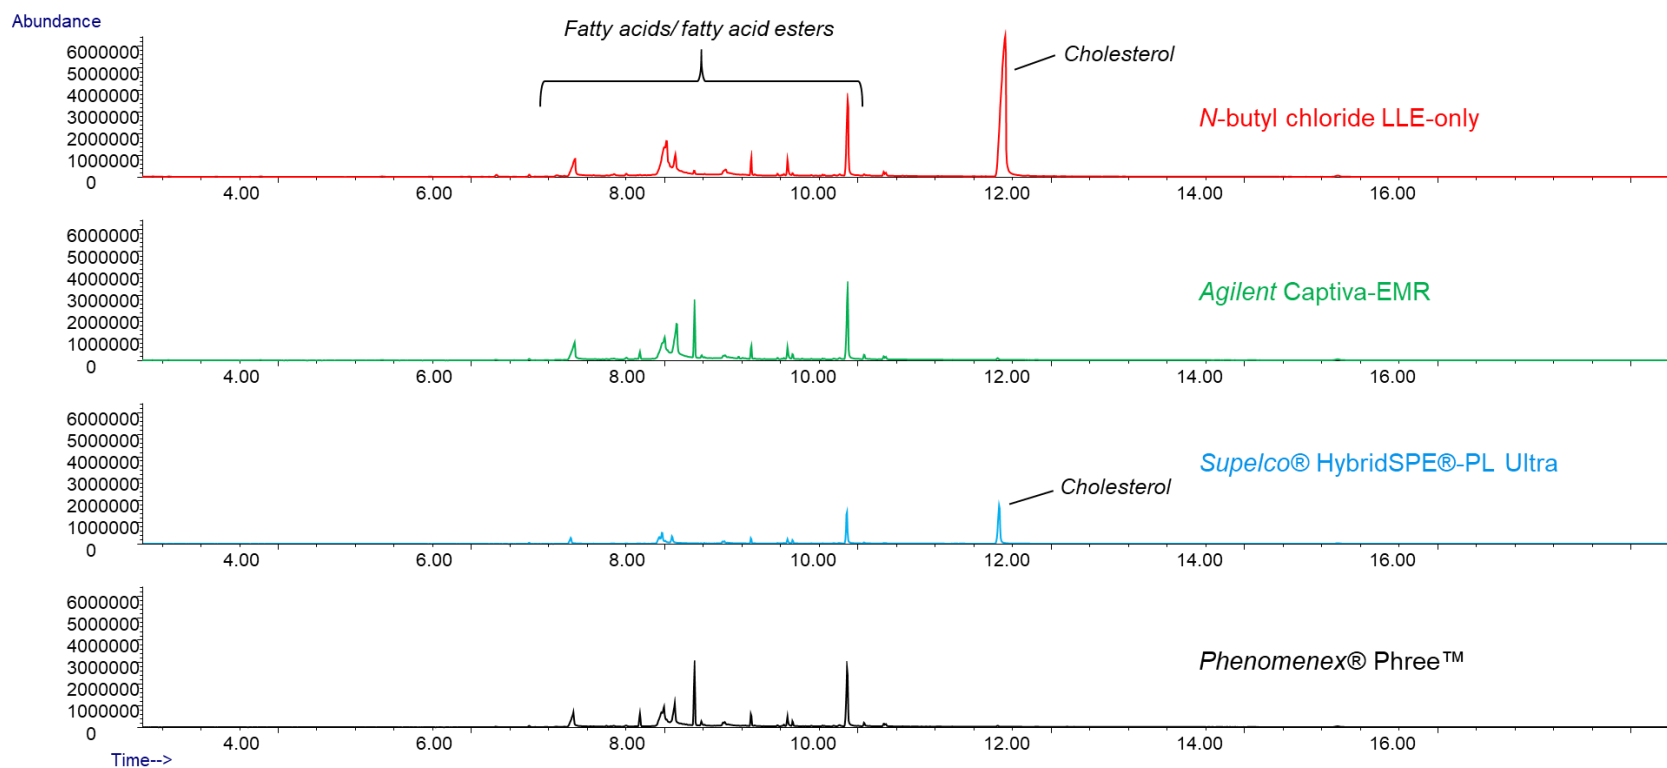 Abundance
Fatty acids/ fatty acid esters
Cholesterol
N-butyl chloride LLE-only
6000000
5000000
4000000
3000000
2000000
1000000
0
4.00 6.00 8.00 10.00 12.00 14.00 16.00
Agilent Captiva-EMR
6000000
5000000
4000000
3000000
2000000
1000000
0
4.00 6.00 8.00 10.00 12.00 14.00 16.00
Supelco® HybridSPE®-PL Ultra
Cholesterol
6000000
5000000
4000000
3000000
2000000
1000000
0
4.00 6.00 8.00 10.00 12.00 14.00 16.00
Phenomenex® Phree™
6000000
5000000
4000000
3000000
2000000
1000000
0
4.00 6.00 8.00 10.00 12.00 14.00 16.00
Time-->